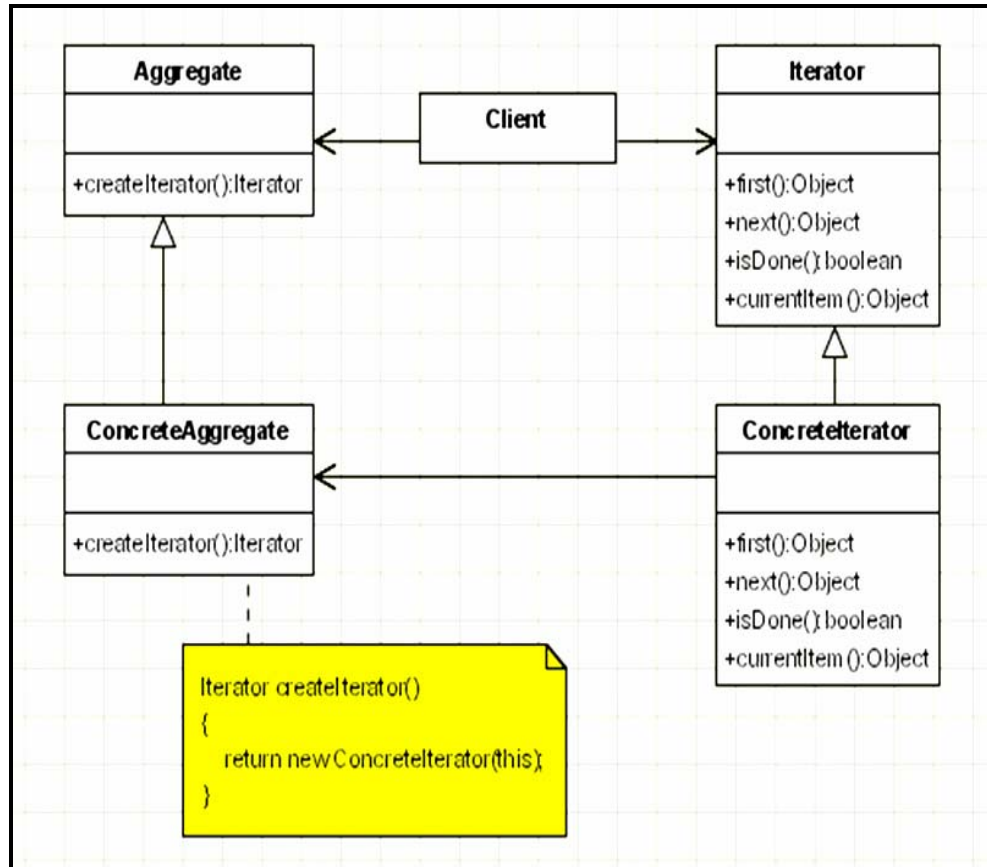 Aggregate
+createIterator():Iterator
Client
Iterator
+first():Object
+next():Object
+isDone():boolean
+currentItem():Object
ConcreteAggregate
+createIterator():Iterator
ConcreteIterator
+first():Object
+next():Object
+isDone():boolean
+currentItem():Object
Iterator createIterator()
{
return new ConcreteIterator(this);
}